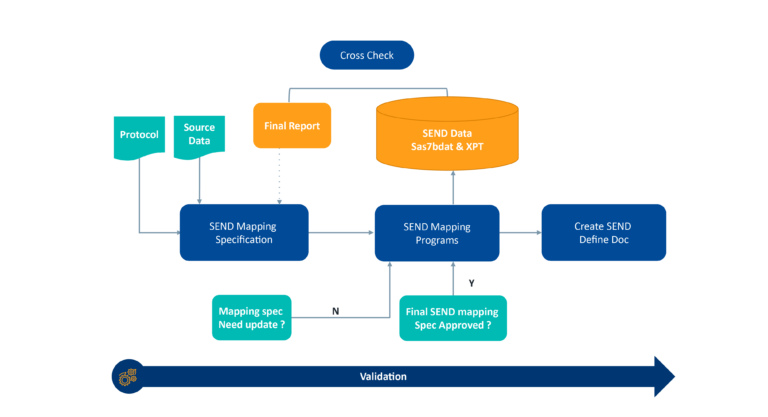 Cross Check
Protocol
Source
Data
Final Report
SEND Data
Sas7bdat & XPT
SEND Mapping
Specification
SEND Mapping
Programs
Create SEND
Define Doc
Mapping spec
Need update ?
N
Y
Final SEND mapping
Spec Approved ?
Validation